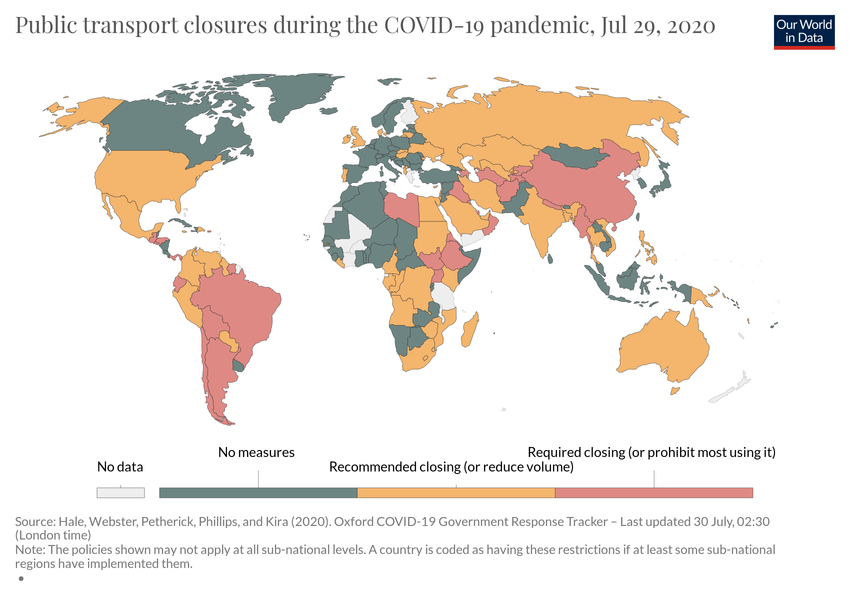 Public transport closures during the COVID-19 pandemic, Jul 29, 2020
Our World
in Data
No data
No measures
Recommended closing (or reduce volume)
Required closing (or prohibit most using it)
Source: Hale, Webster, Petherick, Phillips, and Kira (2020). Oxford COVID-19 Government Response Tracker – Last updated 30 July, 02:30
(London time)
Note: The policies shown may not apply at all sub-national levels. A country is coded as having these restrictions if at least some sub-national
regions have implemented them.